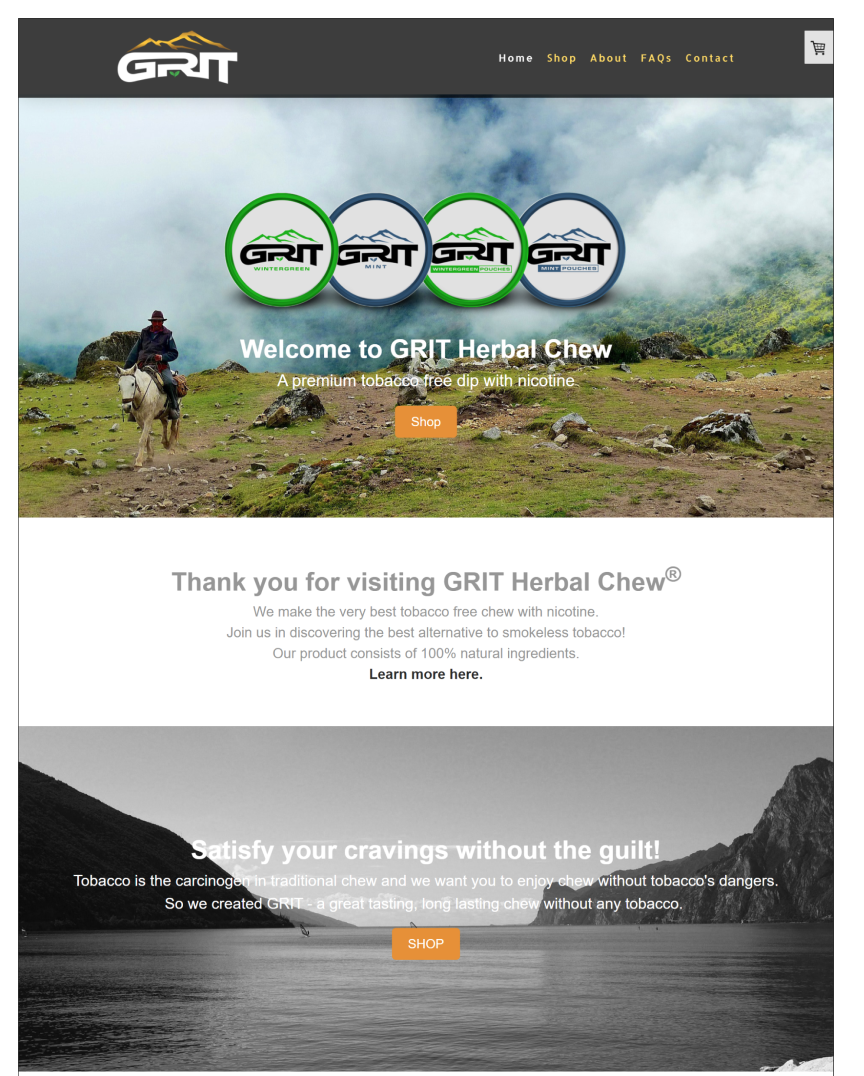 GRIT
Home Shop About FAQs Contact
GRIT WINTERGREEN
GRIT MINT
GRIT WINTERGREEN POUCHES
GRIT MINT POUCHES
Welcome to GRIT Herbal Chew
A premium tobacco free dip with nicotine
Shop
Thank you for visiting GRIT Herbal Chew®
We make the very best tobacco free chew with nicotine.
Join us in discovering the best alternative to smokeless tobacco!
Our product consists of 100% natural ingredients.
Learn more here.
Satisfy your cravings without the guilt!
Tobacco is the carcinogen in traditional chew and we want you to enjoy chew without tobacco's dangers.
So we created GRIT - a great tasting, long lasting chew without any tobacco.
SHOP